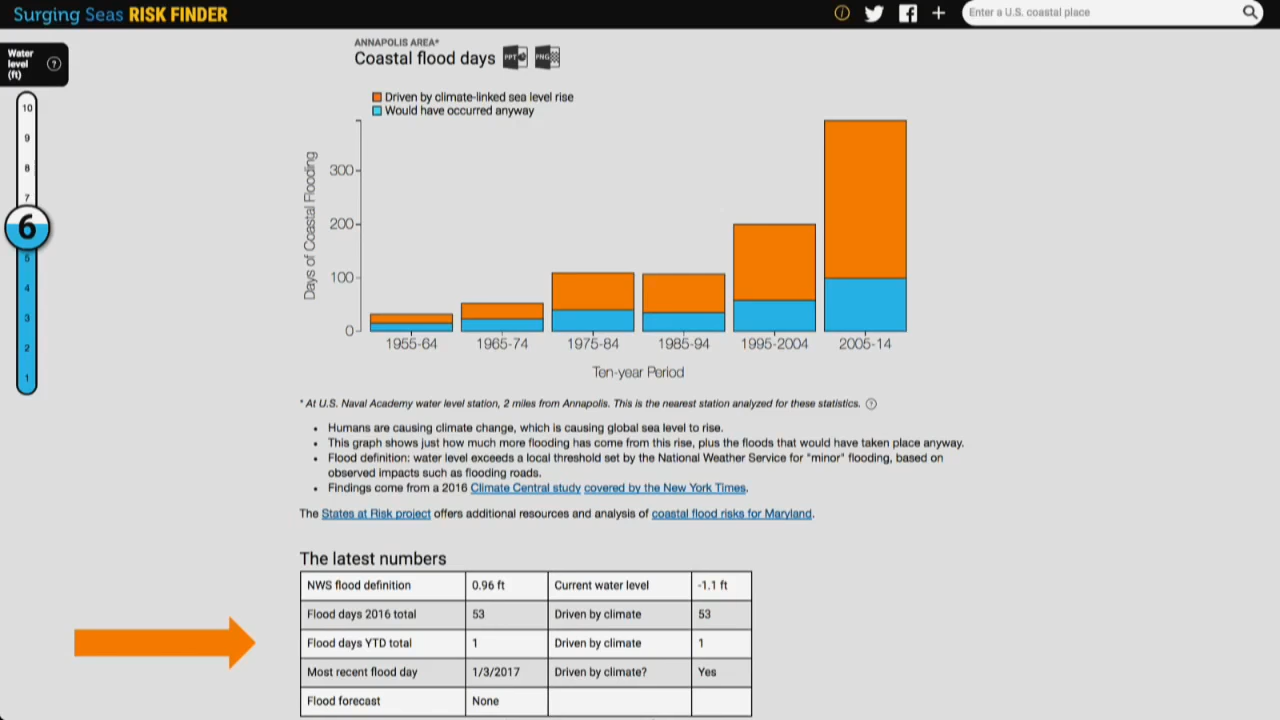 Surging Seas RISK FINDER
Enter a U.S. coastal place
Water
level
(ft)
?
10
9
8
7
6
5
4
3
2
1
ANNAPOLIS AREA*
Coastal flood days
PPT
PNG
Driven by climate-linked sea level rise
Would have occurred anyway
Days of Coastal Flooding
300
200
100
0
1955-64 1965-74 1975-84 1985-94 1995-2004 2005-14
Ten-year Period
* At U.S. Naval Academy water level station, 2 miles from Annapolis. This is the nearest station analyzed for these statistics. ?
• Humans are causing climate change, which is causing global sea level to rise.
• This graph shows just how much more flooding has come from this rise, plus the floods that would have taken place anyway.
• Flood definition: water level exceeds a local threshold set by the National Weather Service for "minor" flooding, based on
observed impacts such as flooding roads.
• Findings come from a 2016 Climate Central study covered by the New York Times.
The States at Risk project offers additional resources and analysis of coastal flood risks for Maryland.
The latest numbers
NWS flood definition 0.96 ft Current water level -1.1 ft
Flood days 2016 total 53 Driven by climate 53
Flood days YTD total 1 Driven by climate 1
Most recent flood day 1/3/2017 Driven by climate? Yes
Flood forecast None